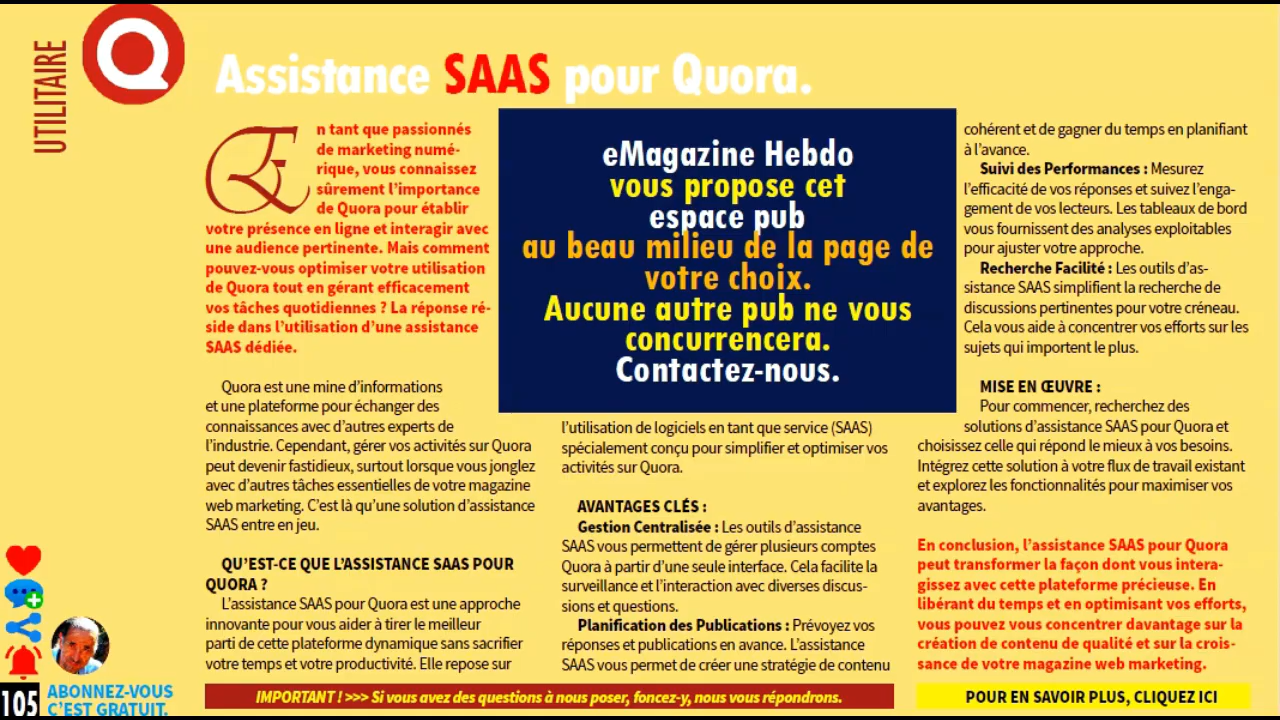 UTILITAIRE
Assistance SAAS pour Quora.
En tant que passionnés
de marketing numé-
rique, vous connaissez
sûrement l'importance
de Quora pour établir
votre présence en ligne et interagir avec
une audience pertinente. Mais comment
pouvez-vous optimiser votre utilisation
de Quora tout en gérant efficacement
vos tâches quotidiennes ? La réponse ré-
side dans l'utilisation d'une assistance
SAAS dédiée.
Quora est une mine d'informations
et une plateforme pour échanger des
connaissances avec d'autres experts de
l'industrie. Cependant, gérer vos activités sur Quora
peut devenir fastidieux, surtout lorsque vous jonglez
avec d'autres tâches essentielles de votre magazine
web marketing. C'est là qu'une solution d'assistance
SAAS entre en jeu.
QU'EST-CE QUE L'ASSISTANCE SAAS POUR
QUORA ?
L'assistance SAAS pour Quora est une approche
innovante pour vous aider à tirer le meilleur
parti de cette plateforme dynamique sans sacrifier
votre temps et votre productivité. Elle repose sur
eMagazine Hebdo
vous propose cet
espace pub
au beau milieu de la page de
votre choix.
Aucune autre pub ne vous
concurrencera.
Contactez-nous.
l'utilisation de logiciels en tant que service (SAAS)
spécialement conçu pour simplifier et optimiser vos
activités sur Quora.
AVANTAGES CLÉS :
Gestion Centralisée : Les outils d'assistance
SAAS vous permettent de gérer plusieurs comptes
Quora à partir d'une seule interface. Cela facilite la
surveillance et l'interaction avec diverses discus-
sions et questions.
Planification des Publications : Prévoyez vos
réponses et publications en avance. L'assistance
SAAS vous permet de créer une stratégie de contenu
cohérent et de gagner du temps en planifiant
à l'avance.
Suivi des Performances : Mesurez
l'efficacité de vos réponses et suivez l'enga-
gement de vos lecteurs. Les tableaux de bord
vous fournissent des analyses exploitables
pour ajuster votre approche.
Recherche Facilité : Les outils d'as-
sistance SAAS simplifient la recherche de
discussions pertinentes pour votre créneau.
Cela vous aide à concentrer vos efforts sur les
sujets qui importent le plus.
MISE EN ŒUVRE :
Pour commencer, recherchez des
solutions d'assistance SAAS pour Quora et
choisissez celle qui répond le mieux à vos besoins.
Intégrez cette solution à votre flux de travail existant
et explorez les fonctionnalités pour maximiser vos
avantages.
En conclusion, l'assistance SAAS pour Quora
peut transformer la façon dont vous intera-
gissez avec cette plateforme précieuse. En
libérant du temps et en optimisant vos efforts,
vous pouvez vous concentrer davantage sur la
création de contenu de qualité et sur la crois-
sance de votre magazine web marketing.
105
ABONNEZ-VOUS
C'EST GRATUIT.
IMPORTANT ! >>> Si vous avez des questions à nous poser, foncez-y, nous vous répondrons.
POUR EN SAVOIR PLUS, CLIQUEZ ICI